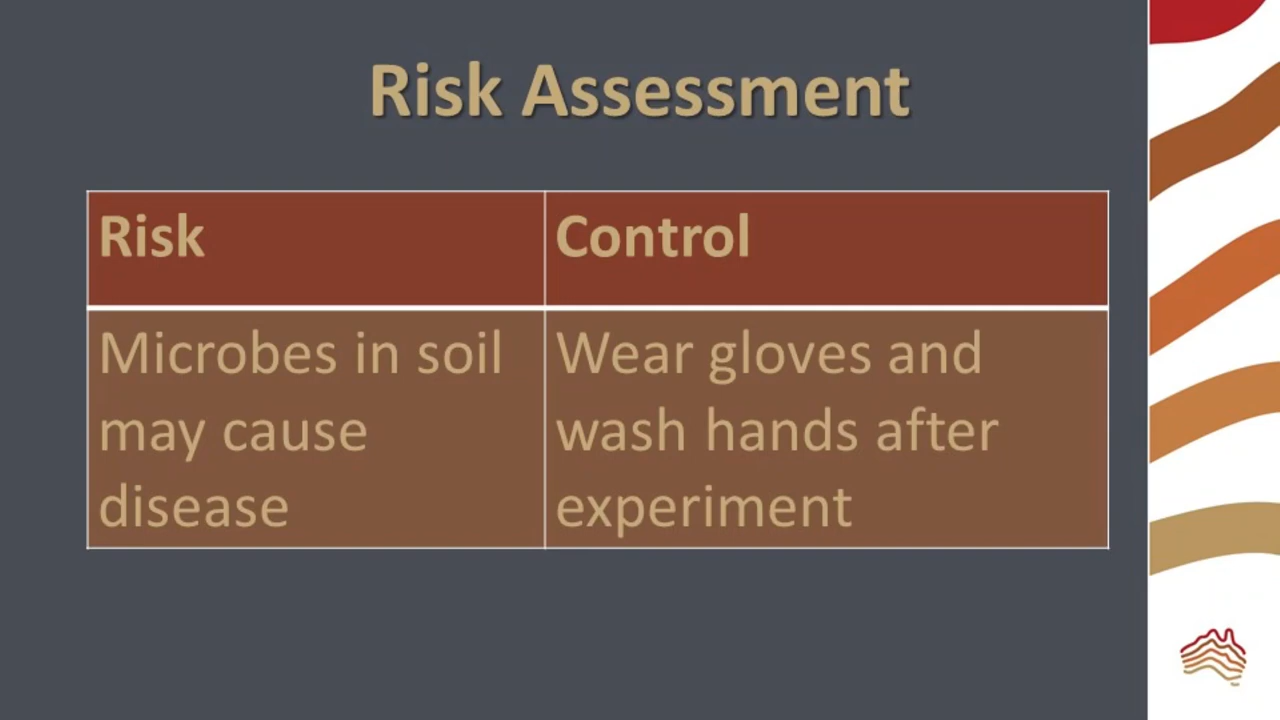 Risk Assessment
Risk
Control
Microbes in soil
may cause
disease
Wear gloves and
wash hands after
experiment